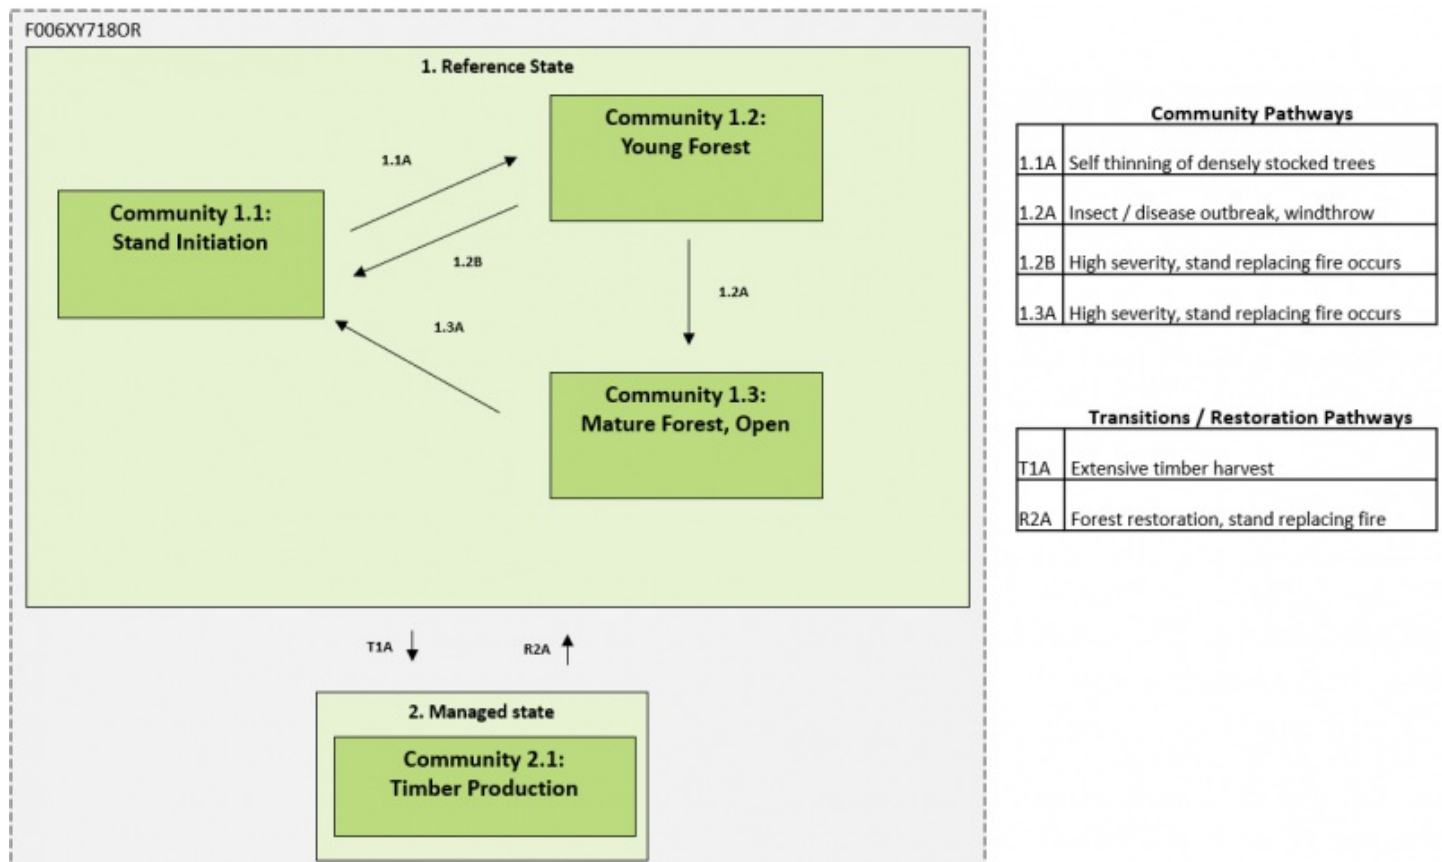 F006XY718OR
1. Reference State
Community 1.1:
Stand Initiation
1.1A
1.2B
1.3A
Community 1.2:
Young Forest
1.2A
Community 1.3:
Mature Forest, Open
T1A
R2A
2. Managed state
Community 2.1:
Timber Production
Community Pathways
1.1A Self thinning of densely stocked trees
1.2A Insect / disease outbreak, windthrow
1.2B High severity, stand replacing fire occurs
1.3A High severity, stand replacing fire occurs
Transitions / Restoration Pathways
T1A Extensive timber harvest
R2A Forest restoration, stand replacing fire